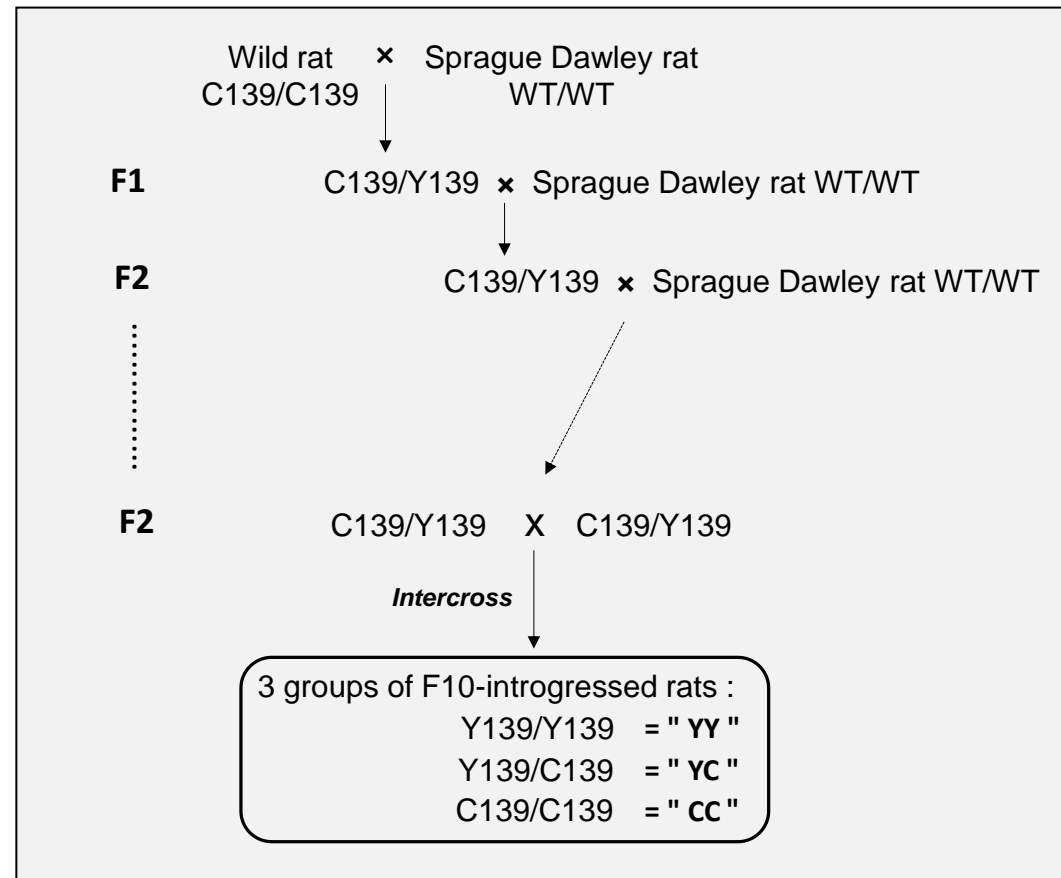 Wild rat × Sprague Dawley rat
C139/C139 WT/WT
F1 C139/Y139 × Sprague Dawley rat WT/WT
F2 C139/Y139 × Sprague Dawley rat WT/WT
F2 C139/Y139 X C139/Y139
Intercross
3 groups of F10-introgressed rats :
Y139/Y139 = " YY "
Y139/C139 = " YC "
C139/C139 = " CC "